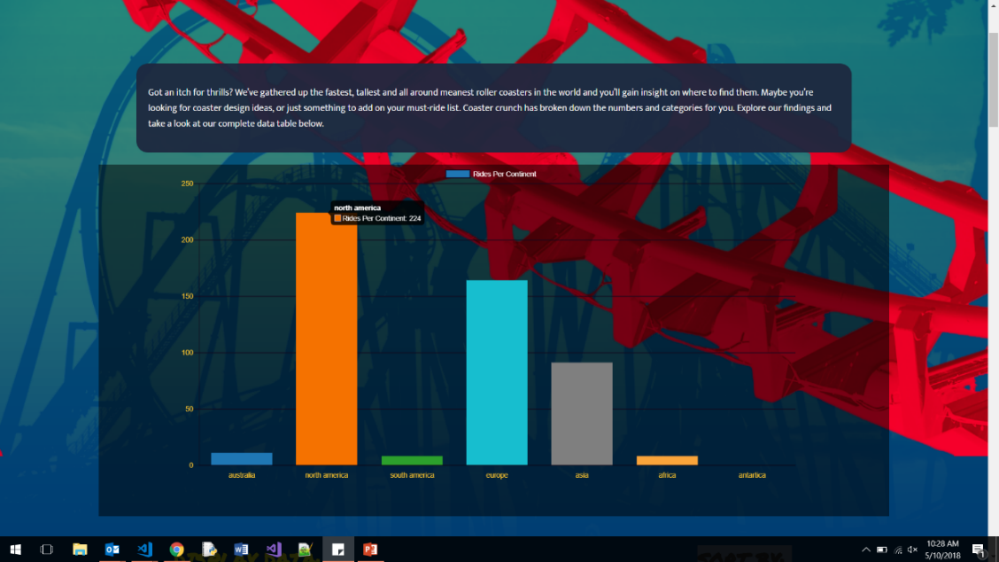 Got an itch for thrills? We've gathered up the fastest, tallest and all around meanest roller coasters in the world and you'll gain insight on where to find them. Maybe you're
looking for coaster design ideas, or just something to add on your must-ride list. Coaster crunch has broken down the numbers and categories for you. Explore our findings and
take a look at our complete data table below.
Rides Per Continent
250
north america
Rides Per Continent: 224
200
150
100
50
0
australia north america south america europe asia africa antartica
10:28 AM
5/10/2018
1